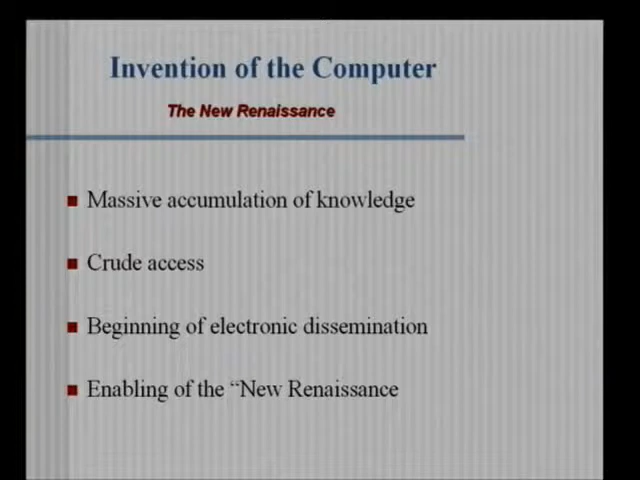 Invention of the Computer
The New Renaissance
Massive accumulation of knowledge
Crude access
Beginning of electronic dissemination
Enabling of the “New Renaissance